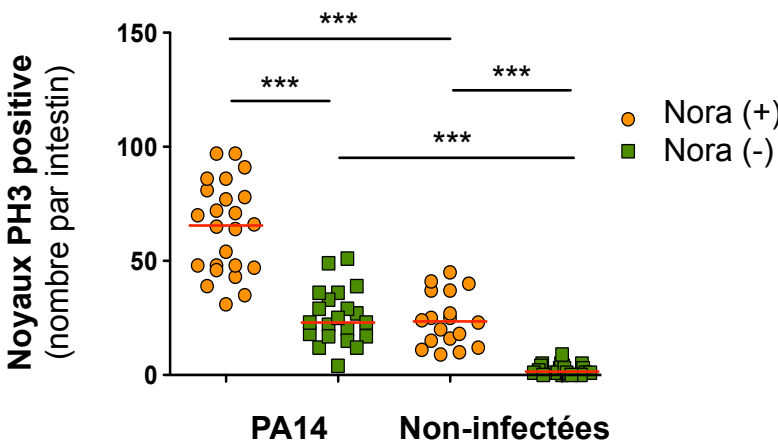 Noyaux PH3 positive
(nombre par intestin)
150
100
50
0
***
***
***
***
Nora (+)
Nora (-)
PA14
Non-infectées